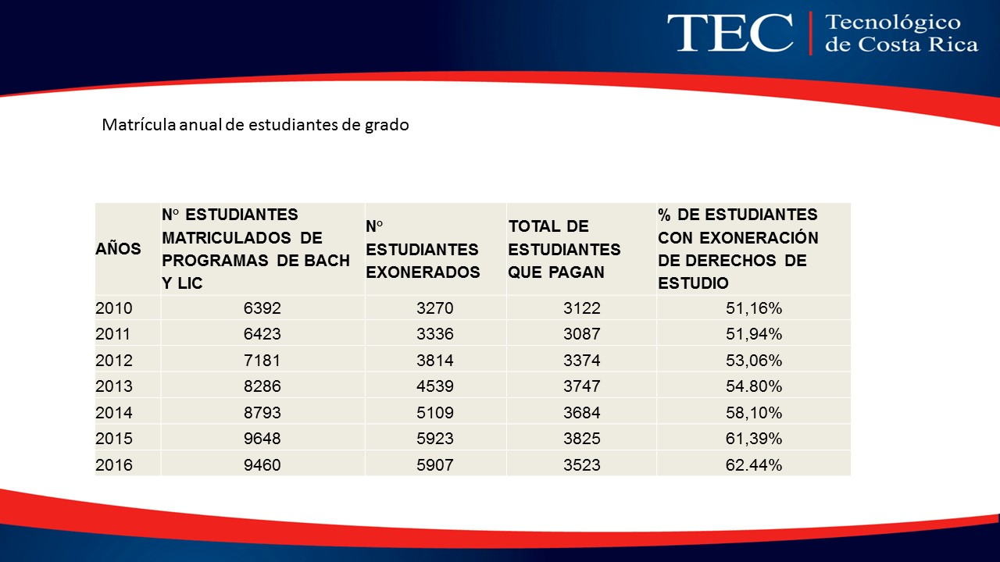 TEC
Tecnológico
de Costa Rica
Matrícula anual de estudiantes de grado
AÑOS
N° ESTUDIANTES
MATRICULADOS DE
PROGRAMAS DE BACH
Y LIC
N°
ESTUDIANTES
EXONERADOS
TOTAL DE
ESTUDIANTES
QUE PAGAN
% DE ESTUDIANTES
CON EXONERACIÓN
DE DERECHOS DE
ESTUDIO
2010 6392 3270 3122 51,16%
2011 6423 3336 3087 51,94%
2012 7181 3814 3374 53,06%
2013 8286 4539 3747 54.80%
2014 8793 5109 3684 58,10%
2015 9648 5923 3825 61,39%
2016 9460 5907 3523 62.44%